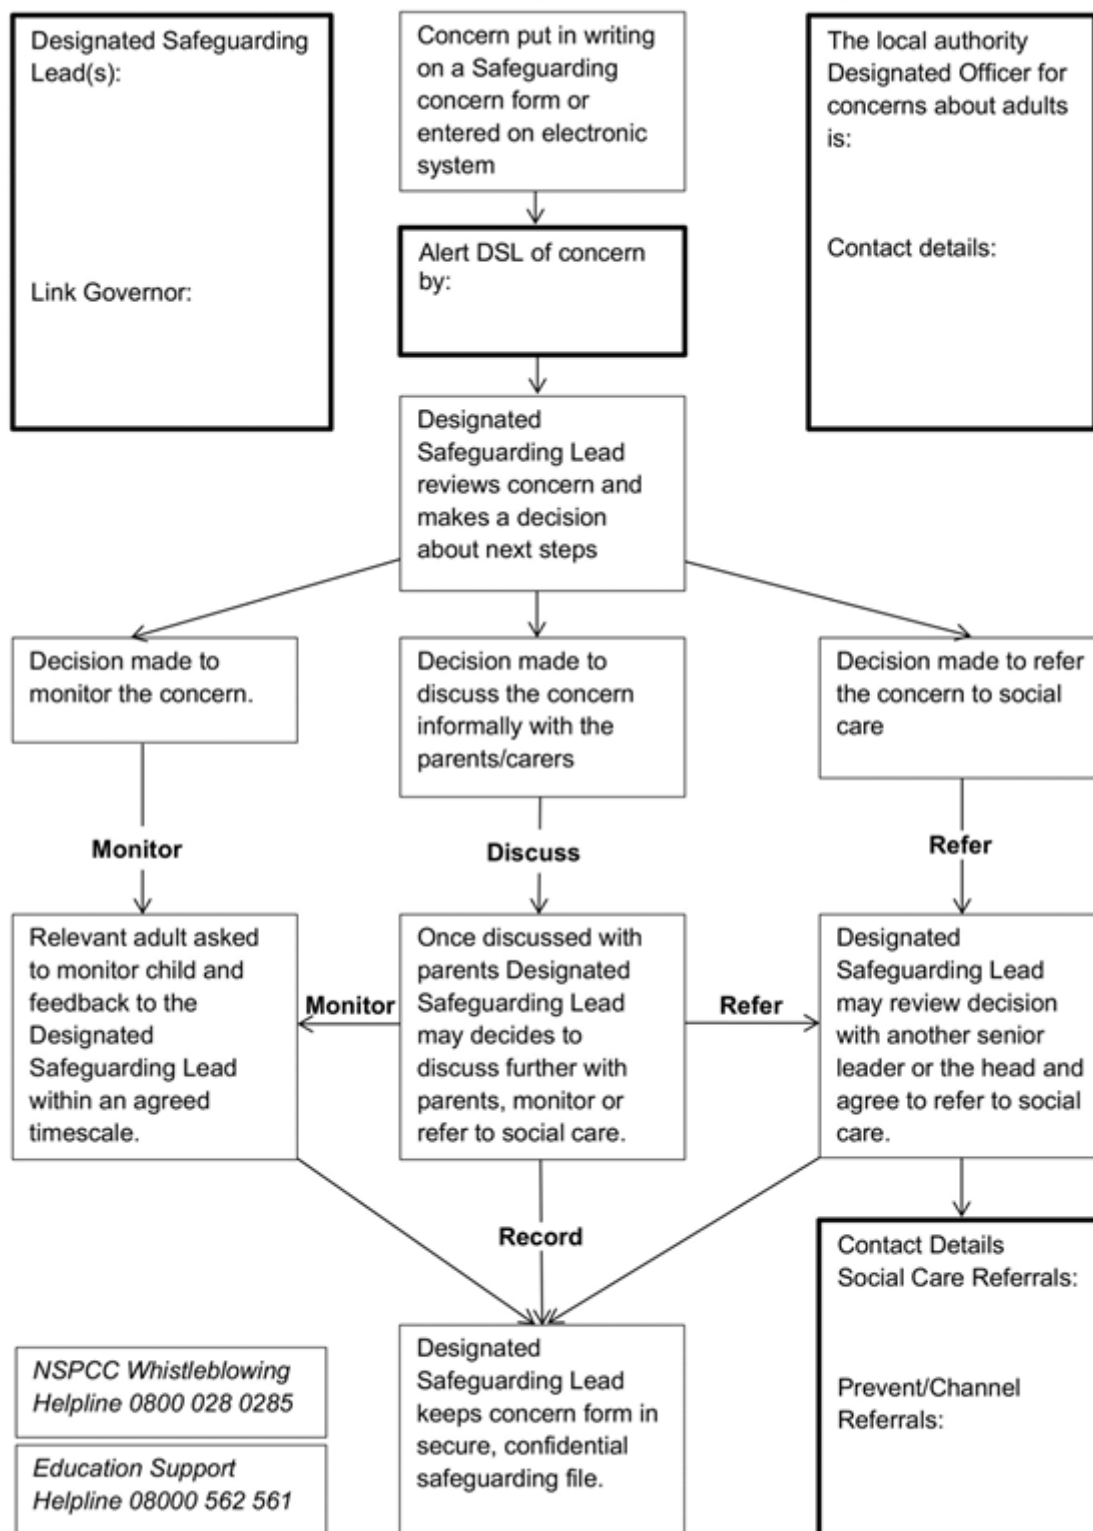 Designated Safeguarding
Lead(s):
Link Governor:
Concern put in writing
on a Safeguarding
concern form or
entered on electronic
system
The local authority
Designated Officer for
concerns about adults
is:
Contact details:
Alert DSL of concern
by:
Designated
Safeguarding Lead
reviews concern and
makes a decision
about next steps
Decision made to
monitor the concern.
Decision made to
discuss the concern
informally with the
parents/carers
Decision made to refer
the concern to social
care
Monitor
Discuss
Refer
Relevant adult asked
to monitor child and
feedback to the
Designated
Safeguarding Lead
within an agreed
timescale.
Monitor
Once discussed with
parents Designated
Safeguarding Lead
may decides to
discuss further with
parents, monitor or
refer to social care.
Refer
Designated
Safeguarding Lead
may review decision
with another senior
leader or the head and
agree to refer to social
care.
Record
Contact Details
Social Care Referrals:
Prevent/Channel
Referrals:
Designated
Safeguarding Lead
keeps concern form in
secure, confidential
safeguarding file.
NSPCC Whistleblowing
Helpline 0800 028 0285
Education Support
Helpline 08000 562 561